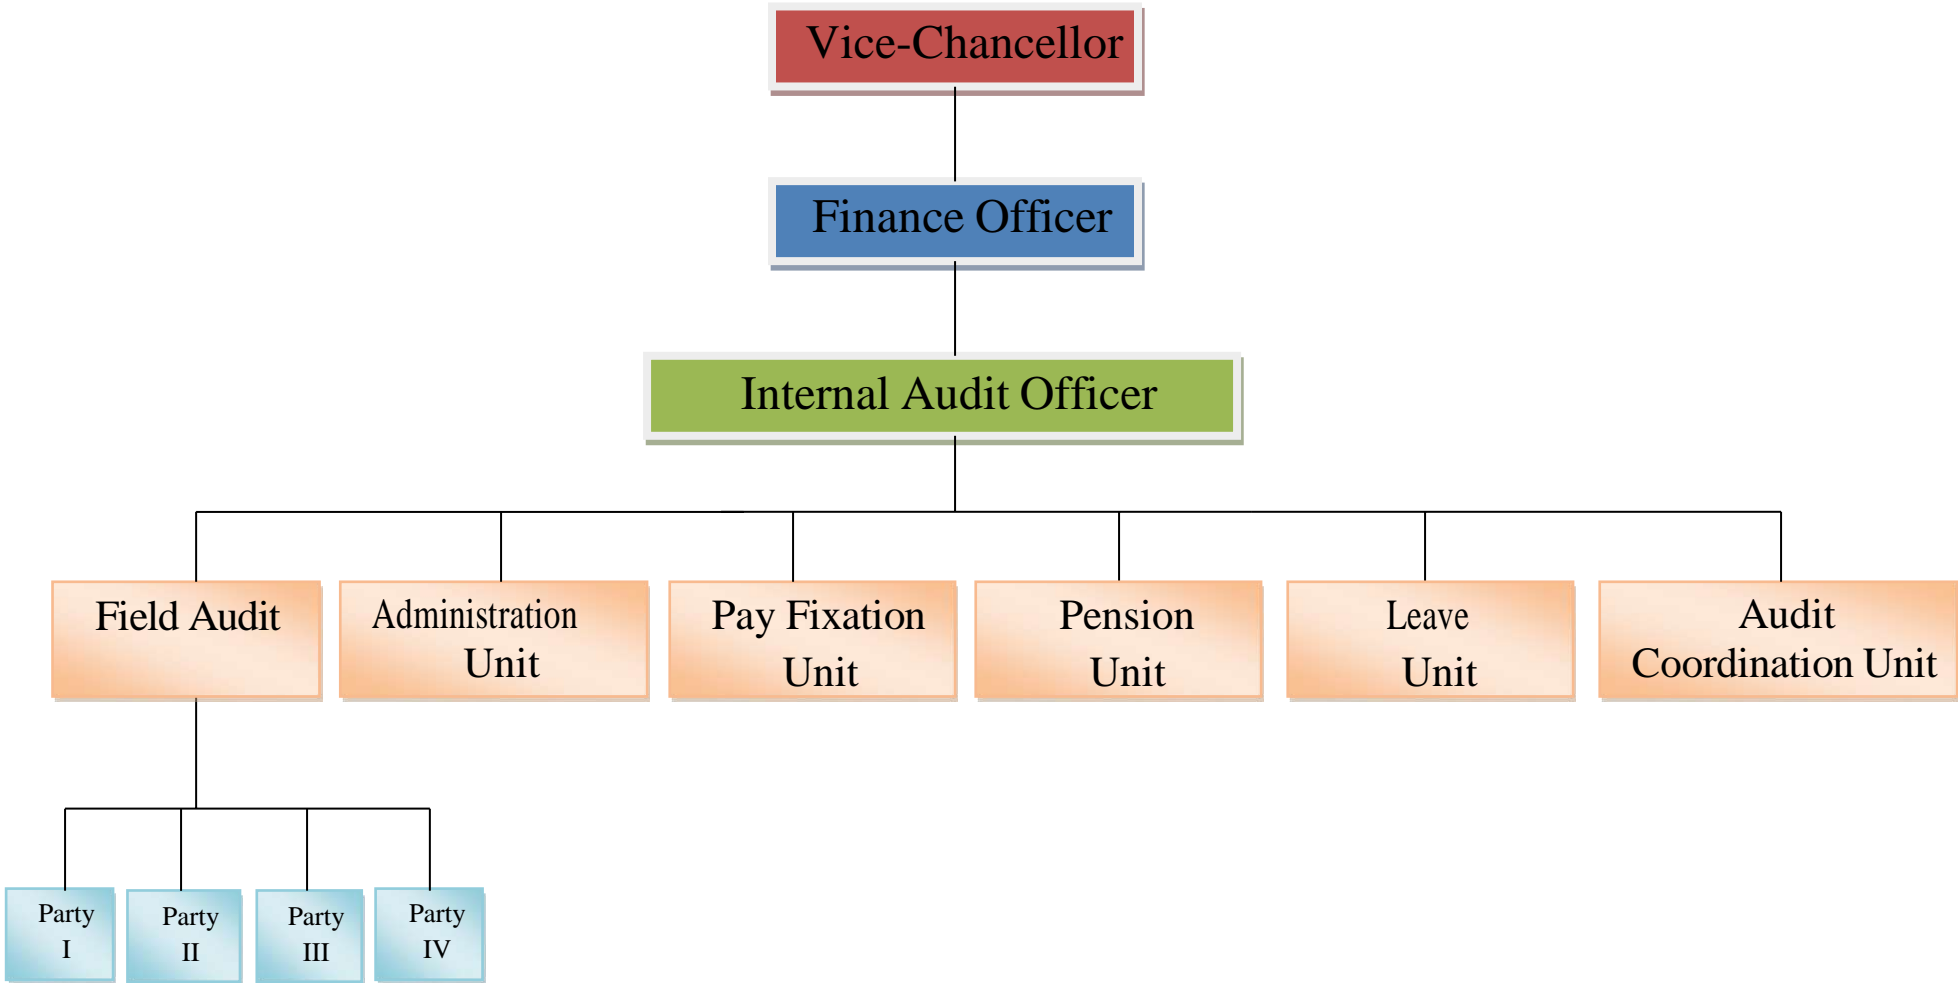 Vice-Chancellor
Finance Officer
Internal Audit Officer
Field Audit
Administration
Unit
Pay Fixation
Unit
Pension
Unit
Leave
Unit
Audit
Coordination Unit
Party
I
Party
II
Party
III
Party
IV